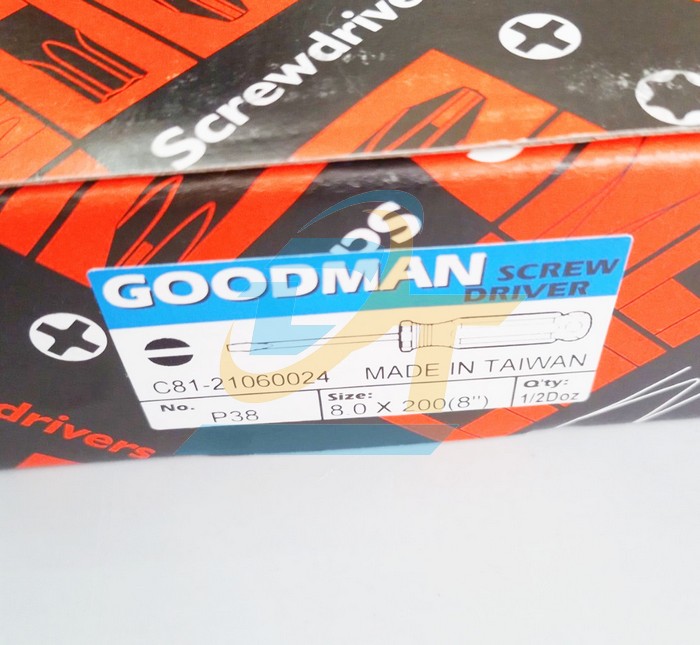 Screwdrivers
GOODMAN SCREW
DRIVER
C81-21060024 MADE IN TAIWAN
No. P38
Size:
8.0 X 200(8")
Q'ty:
1/2Doz
drivers